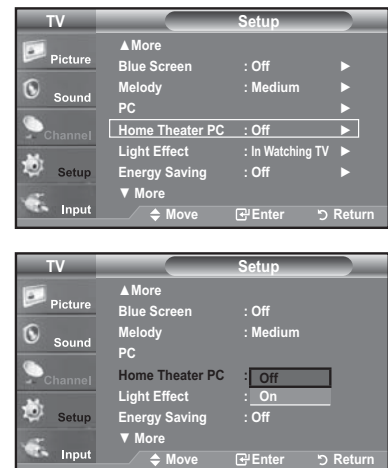 TV Setup
Picture
Sound
Channel
Setup
Input
▲More
Blue Screen : Off ►
Melody : Medium ►
PC ►
Home Theater PC : Off ►
Light Effect : In Watching TV ►
Energy Saving : Off ►
▼ More
Move Enter Return
TV Setup
Picture
Sound
Channel
Setup
Input
▲More
Blue Screen : Off
Melody : Medium
PC
Home Theater PC : Off
Light Effect : On
Energy Saving : Off
▼ More
Move Enter Return